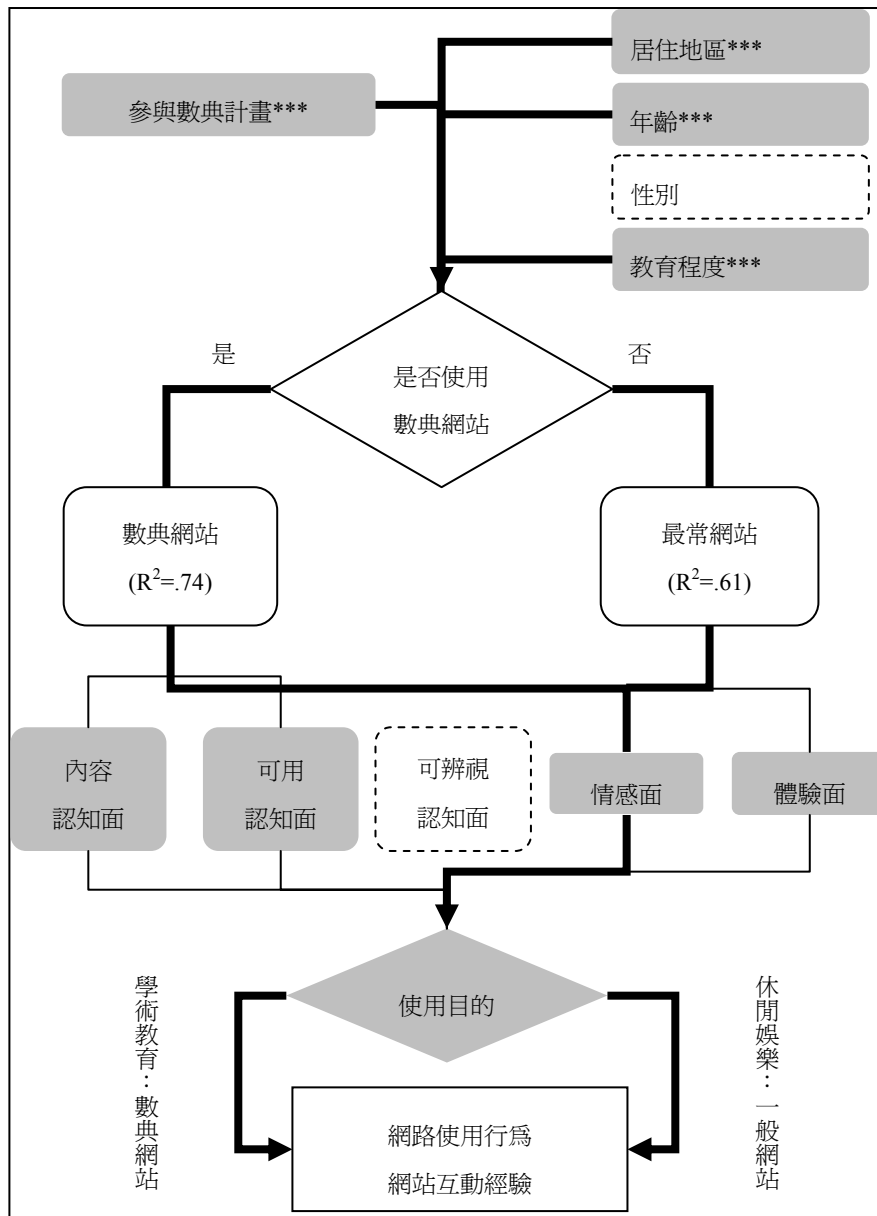 居住地區***
參與數典計畫***
年齡***
性別
教育程度***
是
否
是否使用
數典網站
數典網站
(R²=.74)
最常網站
(R²=.61)
內容
認知面
可用
認知面
可辨視
認知面
情感面
體驗面
使用目的
學術教育：數典網站
休閒娛樂：一般網站
網路使用行爲
網站互動經驗